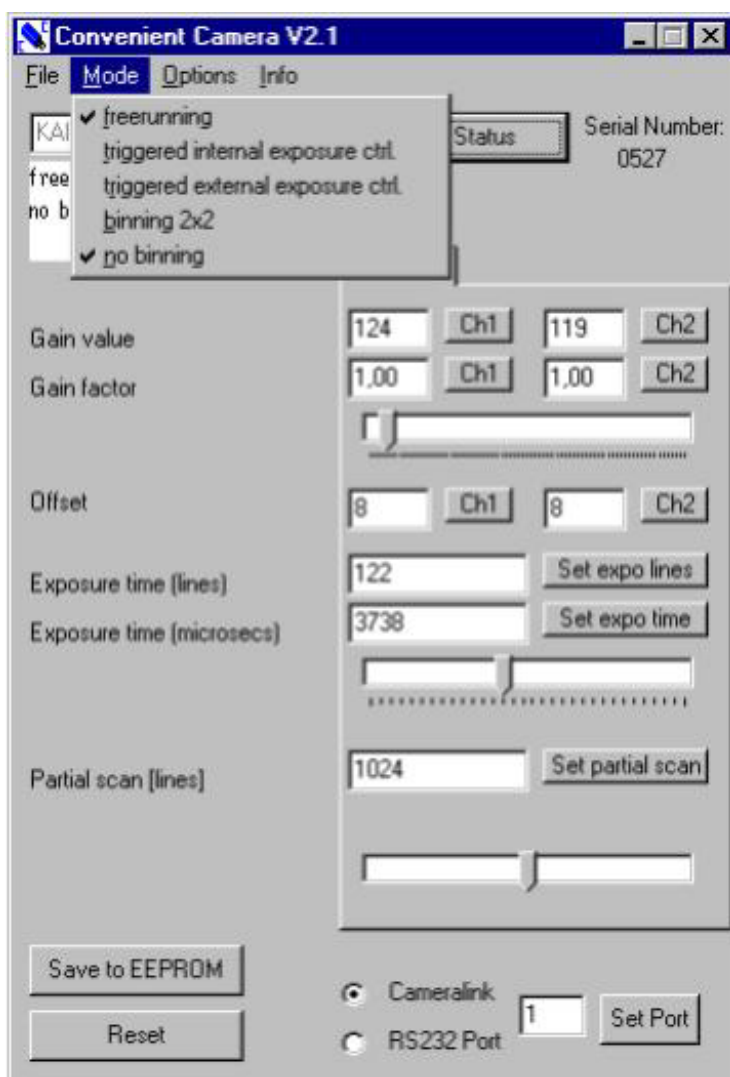 Convenient Camera V2.1
File Mode Options Info
KAI
✓ freerunning
triggered internal exposure ctrl.
triggered external exposure ctrl.
binning 2x2
✓ no binning
Status
Serial Number:
0527
free
no b
Gain value 124 Ch1 119 Ch2
Gain factor 1,00 Ch1 1,00 Ch2
Offset 8 Ch1 8 Ch2
Exposure time (lines) 122 Set expo lines
Exposure time (microsecs) 3738 Set expo time
Partial scan [lines] 1024 Set partial scan
Save to EEPROM
Reset
Cameralink
RS232 Port
1 Set Port